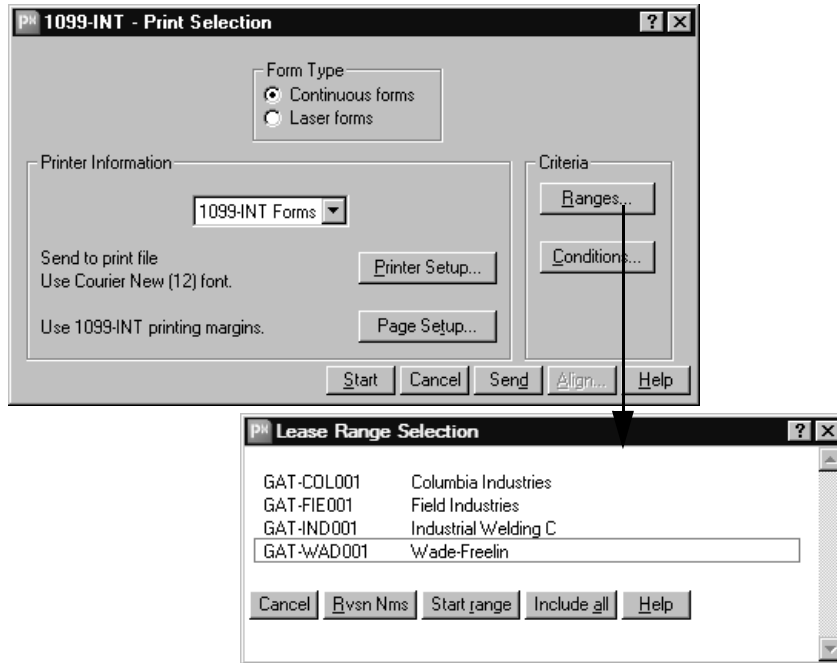 1099-INT - Print Selection
Form Type
Continuous forms
Laser forms
Printer Information
1099-INT Forms
Send to print file
Use Courier New (12) font.
Printer Setup...
Use 1099-INT printing margins.
Page Setup...
Criteria
Ranges...
Conditions...
Start Cancel Send Align... Help
Lease Range Selection
GAT-COL001 Columbia Industries
GAT-FIE001 Field Industries
GAT-IND001 Industrial Welding C
GAT-WAD001 Wade-Freelin
Cancel Rvsn Nms Start range Include all Help